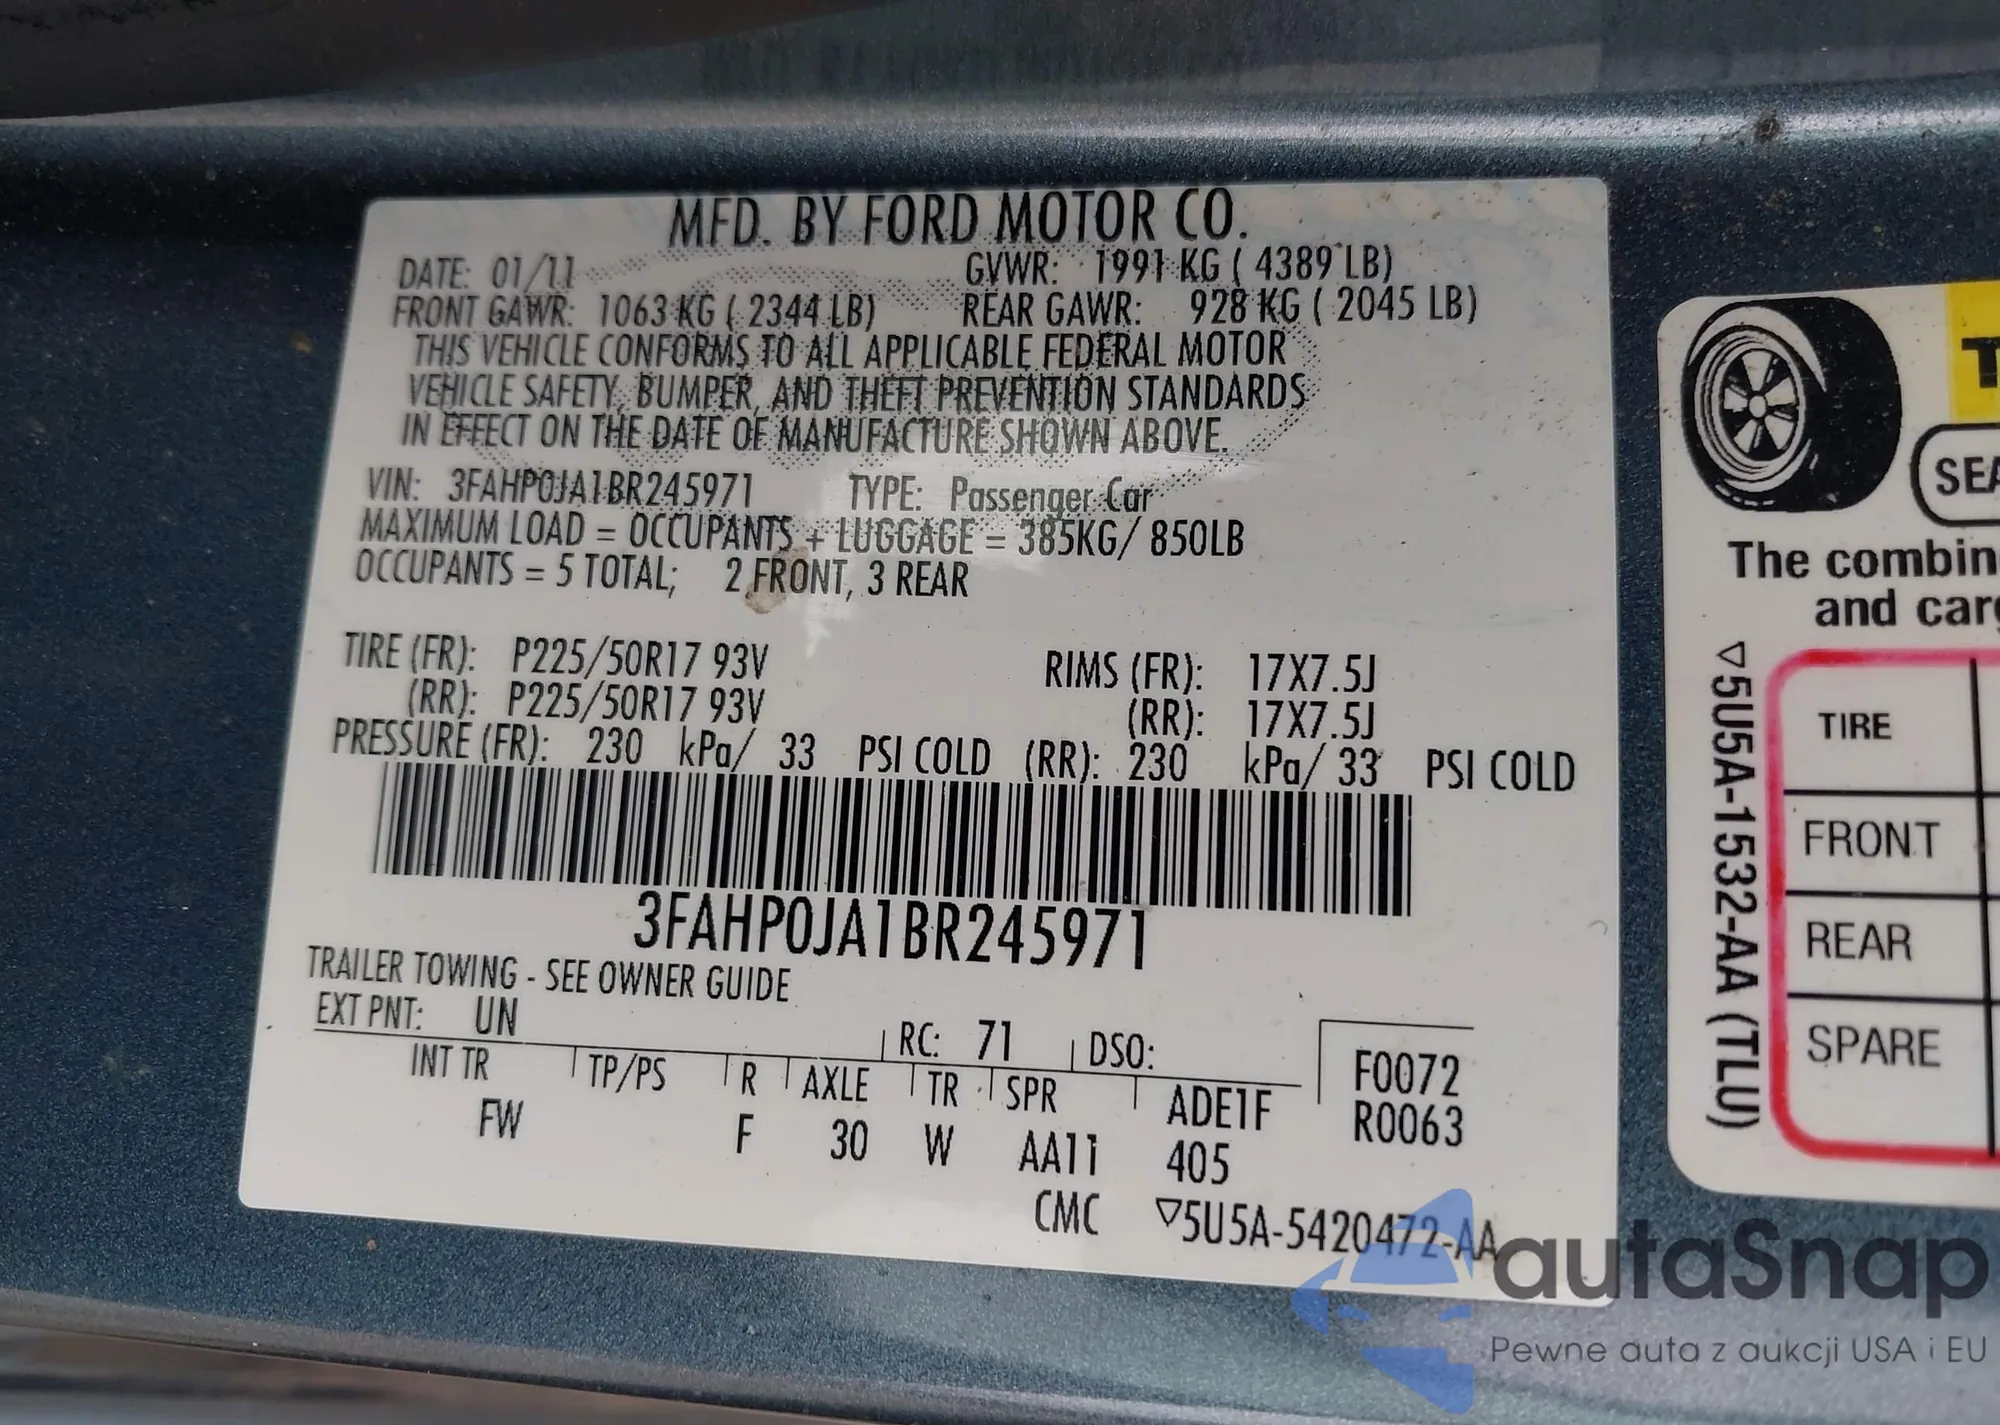 MFD. BY FORD MOTOR CO.
DATE: 01/11 GVWR: 1991 KG ( 4389 LB)
FRONT GAWR: 1063 KG ( 2344 LB) REAR GAWR: 928 KG ( 2045 LB)
THIS VEHICLE CONFORMS TO ALL APPLICABLE FEDERAL MOTOR
VEHICLE SAFETY, BUMPER, AND THEFT PREVENTION STANDARDS
IN EFFECT ON THE DATE OF MANUFACTURE SHOWN ABOVE.
VIN: 3FAHP0JA1BR245971 TYPE: Passenger Car
MAXIMUM LOAD = OCCUPANTS + LUGGAGE = 385KG/ 850LB
OCCUPANTS = 5 TOTAL; 2 FRONT, 3 REAR
TIRE (FR): P225/50R17 93V RIMS (FR): 17X7.5J
(RR): P225/50R17 93V (RR): 17X7.5J
PRESSURE (FR): 230 kPa/ 33 PSI COLD (RR): 230 kPa/ 33 PSI COLD
3FAHP0JA1BR245971
TRAILER TOWING - SEE OWNER GUIDE
EXT PNT: UN RC: 71 DSO:
INT TR TP/PS R AXLE TR SPR ADE1F F0072
FW F 30 W AA11 405 R0063
CMC ▽5U5A-5420472-AA
SEA
The combin
and carg
TIRE
FRONT
REAR
SPARE
▽5U5A-1532-AA (TLU)
autaSnap
Pewne auta z aukcji USA i EU